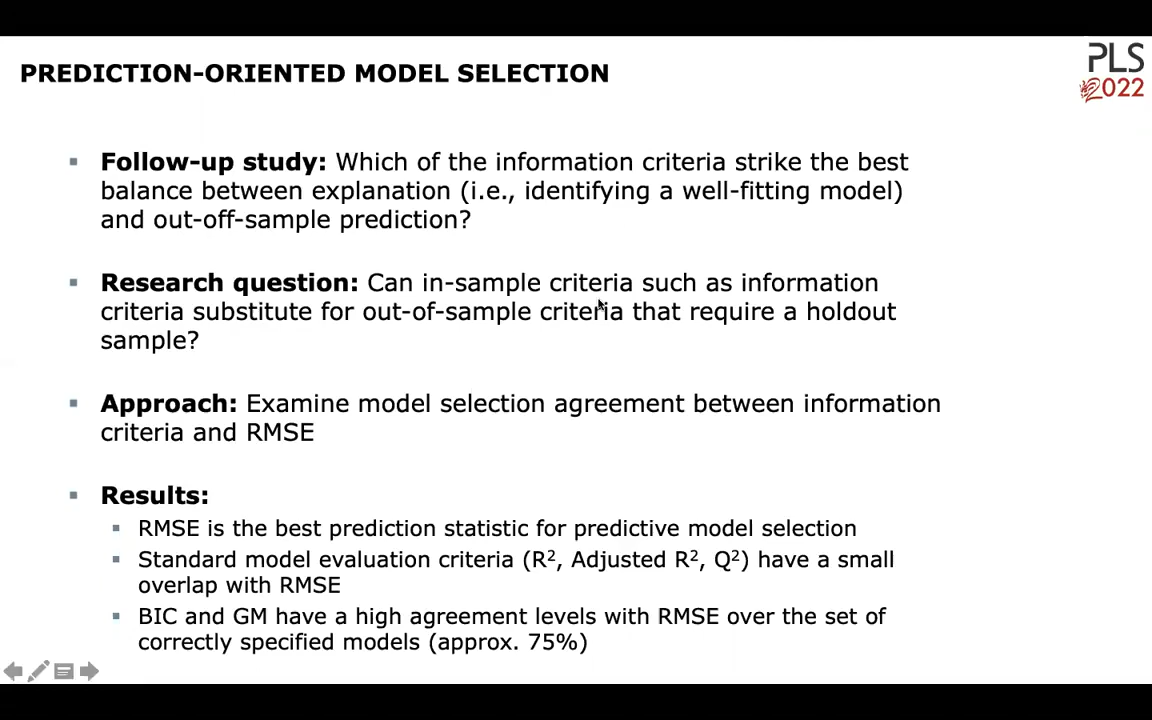 PREDICTION-ORIENTED MODEL SELECTION
PLS
2022
▪ Follow-up study: Which of the information criteria strike the best
balance between explanation (i.e., identifying a well-fitting model)
and out-off-sample prediction?
▪ Research question: Can in-sample criteria such as information
criteria substitute for out-of-sample criteria that require a holdout
sample?
▪ Approach: Examine model selection agreement between information
criteria and RMSE
▪ Results:
▪ RMSE is the best prediction statistic for predictive model selection
▪ Standard model evaluation criteria (R², Adjusted R², Q²) have a small
overlap with RMSE
▪ BIC and GM have a high agreement levels with RMSE over the set of
correctly specified models (approx. 75%)